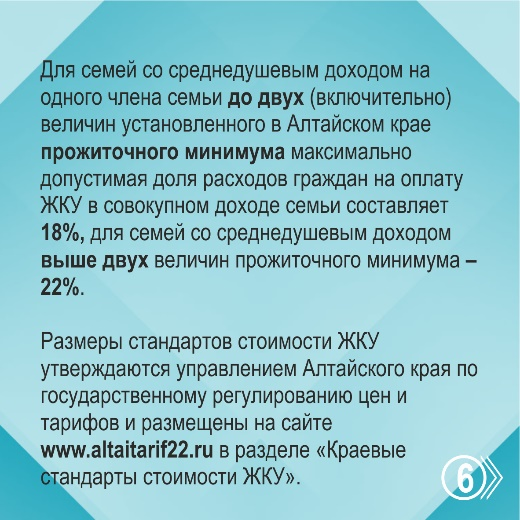 Для семей со среднедушевым доходом на
одного члена семьи до двух (включительно)
величин установленного в Алтайском крае
прожиточного минимума максимально
допустимая доля расходов граждан на оплату
ЖКУ в совокупном доходе семьи составляет
18%, для семей со среднедушевым доходом
выше двух величин прожиточного минимума –
22%.
Размеры стандартов стоимости ЖКУ
утверждаются управлением Алтайского края по
государственному регулированию цен и
тарифов и размещены на сайте
www.altaitarif22.ru в разделе «Краевые
стандарты стоимости ЖКУ».
6